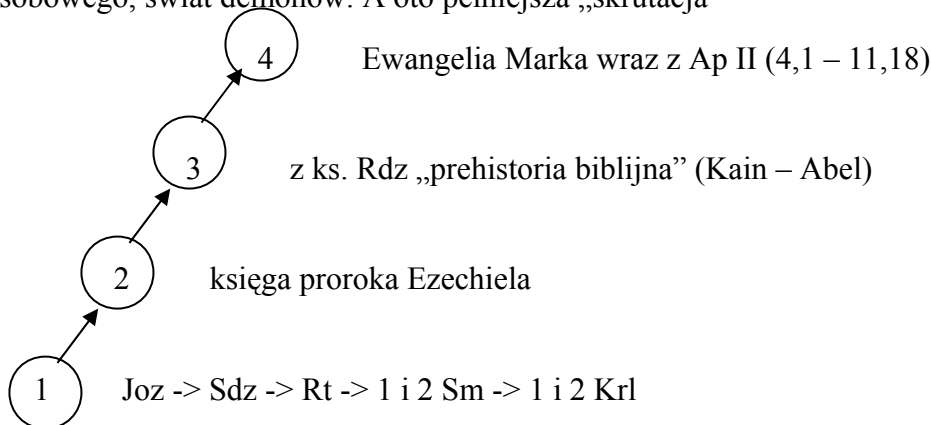 sobowego, świat demonów. A oto pełniejsza „skrutacja”
4 Ewangelia Marka wraz z Ap II (4,1 – 11,18)
3 z ks. Rdz „prehistoria biblijna” (Kain – Abel)
2 księga proroka Ezechiela
1 Joz -> Sdz -> Rt -> 1 i 2 Sm -> 1 i 2 Krl